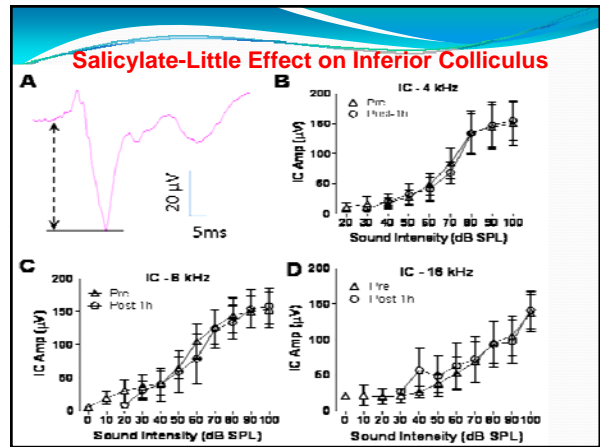 Salicylate-Little Effect on Inferior Colliculus
A
20 µV
5ms
B
IC - 4 kHz
Pre
Post-1h
IC Amp (µV)
200
150
100
50
0
20 30 40 50 60 70 80 90 100
Sound Intensity (dB SPL)
C
IC - 8 kHz
Pre
Post 1h
IC Amp (µV)
200
150
100
50
0
0 10 20 30 40 50 60 70 80 90 100
Sound Intensity (dB SPL)
D
IC - 16 kHz
Pre
Post 1h
IC Amp (µV)
200
150
100
50
0
0 10 20 30 40 50 60 70 80 90 100
Sound Intensity (dB SPL)